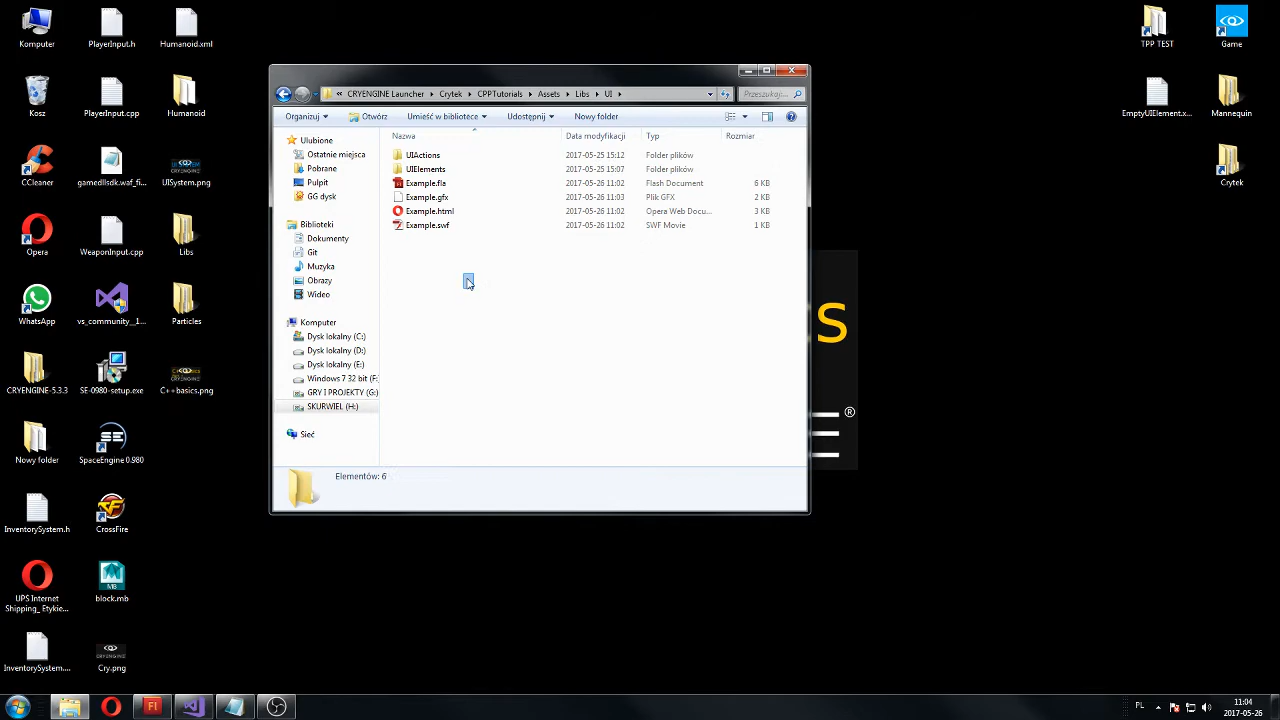 Komputer
PlayerInput.h
Humanoid.xml
Kosz
PlayerInput.cpp
Humanoid
CCleaner
gamedllsdk.waf_fi...
UISystem.png
Opera
WeaponInput.cpp
Libs
WhatsApp
vs_community__1...
Particles
CRYENGINE-5.3.3
SE-0980-setup.exe
C++basics.png
Nowy folder
SpaceEngine 0.980
InventorySystem.h
CrossFire
UPS Internet
Shipping_ Etykie...
block.mb
InventorySystem....
Cry.png
TPP TEST
Game
EmptyUIElement.x...
Mannequin
Crytek
« CRYENGINE Launcher Crytek CPPTutorials Assets Libs UI
Przeszukaj:...
Organizuj Otwórz Umieść w bibliotece Udostępnij Nowy folder
Ulubione
Ostatnie miejsca
Pobrane
Pulpit
GG dysk
Biblioteki
Dokumenty
Git
Muzyka
Obrazy
Wideo
Komputer
Dysk lokalny (C:)
Dysk lokalny (D:)
Dysk lokalny (E:)
Windows 7 32 bit (F:
GRY I PROJEKTY (G:)
SKURWIEL (H:)
Sieć
Nazwa Data modyfikacji Typ Rozmiar
UIActions 2017-05-25 15:12 Folder plików
UIElements 2017-05-25 15:07 Folder plików
Example.fla 2017-05-26 11:02 Flash Document 6 KB
Example.gfx 2017-05-26 11:03 Plik GFX 2 KB
Example.html 2017-05-26 11:02 Opera Web Docu... 3 KB
Example.swf 2017-05-26 11:02 SWF Movie 1 KB
Elementów: 6
s
®
PL
11:04
2017-05-26